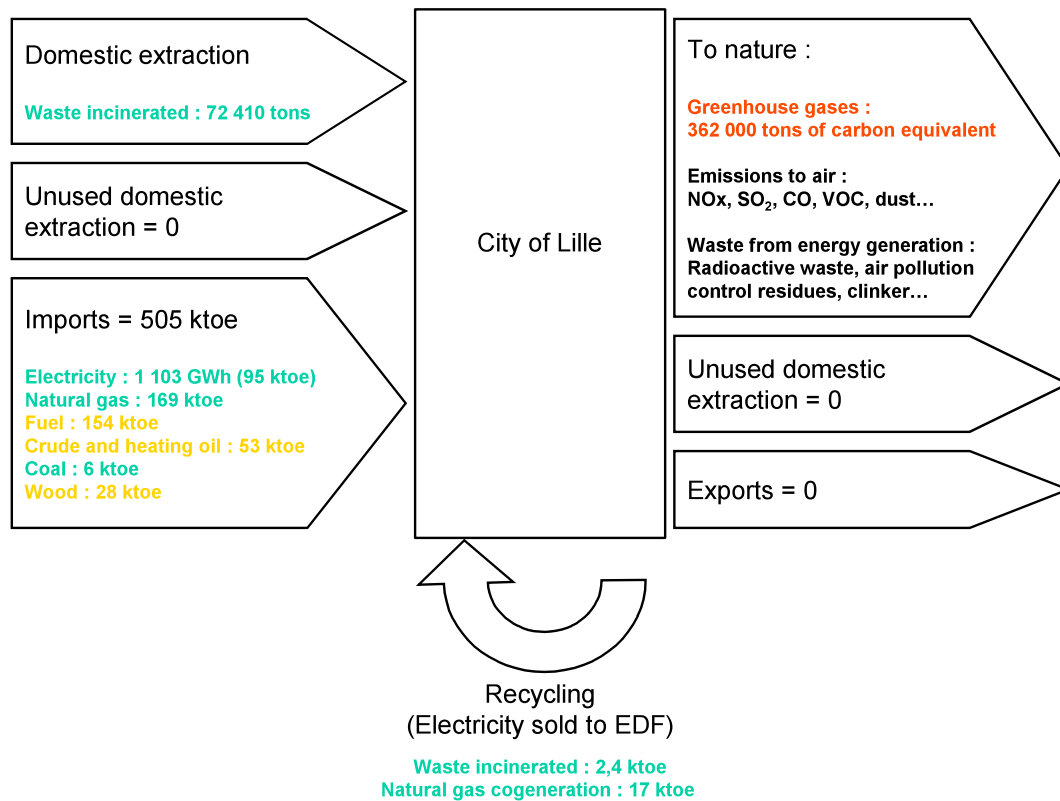 Domestic extraction
Waste incinerated : 72 410 tons
Unused domestic
extraction = 0
Imports = 505 ktoe
Electricity : 1 103 GWh (95 ktoe)
Natural gas : 169 ktoe
Fuel : 154 ktoe
Crude and heating oil : 53 ktoe
Coal : 6 ktoe
Wood : 28 ktoe
City of Lille
To nature :
Greenhouse gases :
362 000 tons of carbon equivalent
Emissions to air :
NOx, SO₂, CO, VOC, dust…
Waste from energy generation :
Radioactive waste, air pollution
control residues, clinker…
Unused domestic
extraction = 0
Exports = 0
Recycling
(Electricity sold to EDF)
Waste incinerated : 2,4 ktoe
Natural gas cogeneration : 17 ktoe